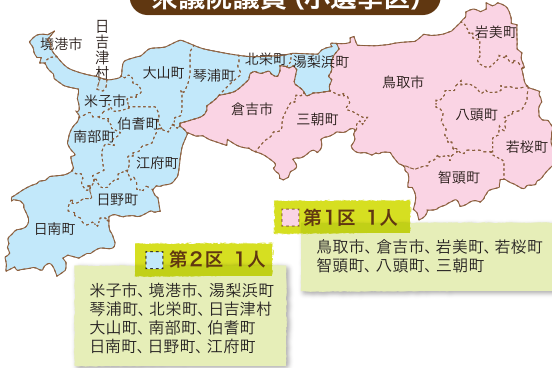 衆議院議員(小選挙区)
境港市
日吉津村
大山町
琴浦町
北栄町
湯梨浜町
岩美町
鳥取市
米子市
伯耆町
倉吉市
三朝町
八頭町
南部町
江府町
若桜町
智頭町
日野町
日南町
第1区 1人
鳥取市、倉吉市、岩美町、若桜町
智頭町、八頭町、三朝町
第2区 1人
米子市、境港市、湯梨浜町
琴浦町、北栄町、日吉津村
大山町、南部町、伯耆町
日南町、日野町、江府町